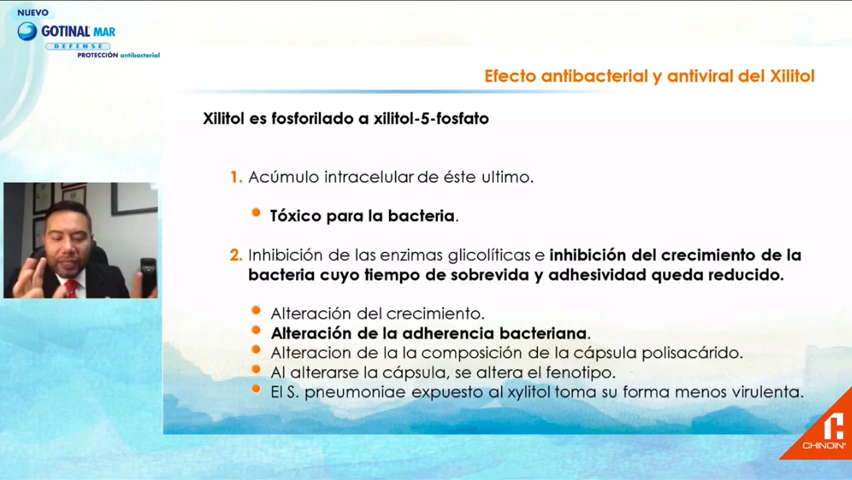 NUEVO
GOTINAL MAR
DEFENSE
PROTECCIÓN antibacterial
Efecto antibacterial y antiviral del Xilitol
Xilitol es fosforilado a xilitol-5-fosfato
1. Acúmulo intracelular de éste ultimo.
Tóxico para la bacteria.
2. Inhibición de las enzimas glicolíticas e inhibición del crecimiento de la
bacteria cuyo tiempo de sobrevida y adhesividad queda reducido.
Alteración del crecimiento.
Alteración de la adherencia bacteriana.
Alteracion de la la composición de la cápsula polisacárido.
Al alterarse la cápsula, se altera el fenotipo.
El S. pneumoniae expuesto al xylitol toma su forma menos virulenta.
CHINOIN